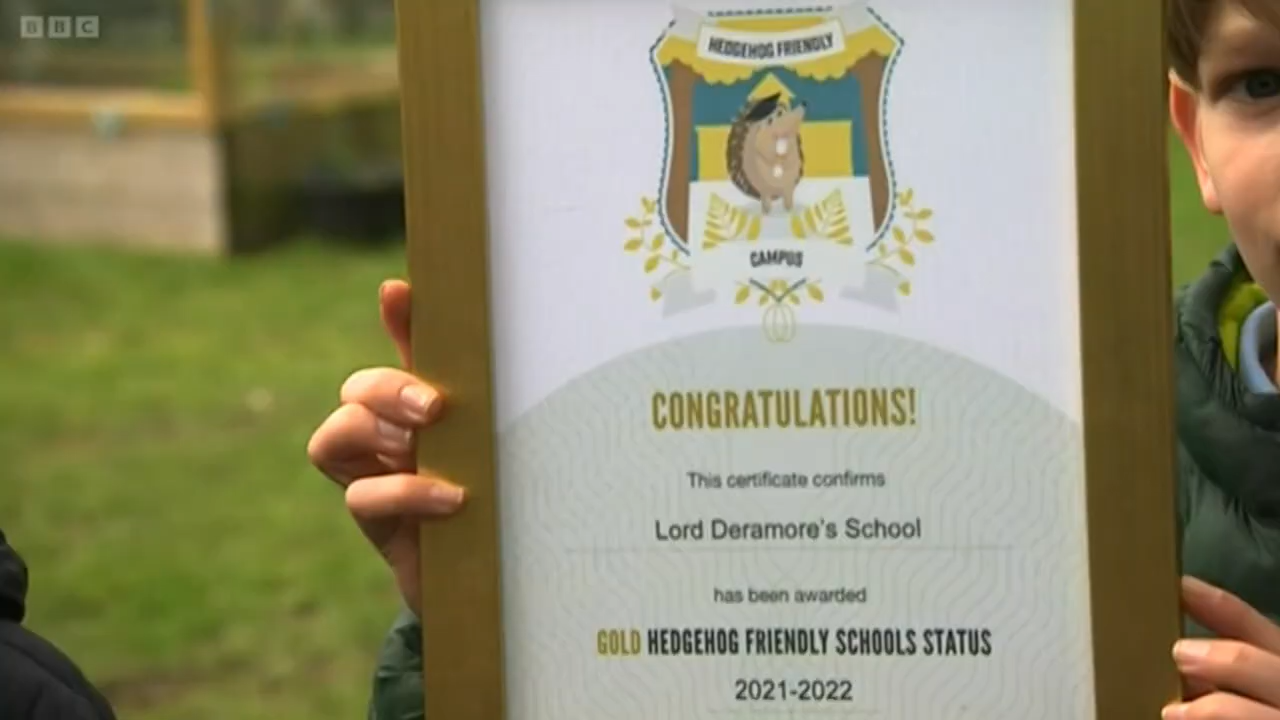 BBC
HEDGEHOG FRIENDLY
CAMPUS
CONGRATULATIONS!
This certificate confirms
Lord Deramore's School
has been awarded
GOLD HEDGEHOG FRIENDLY SCHOOLS STATUS
2021-2022